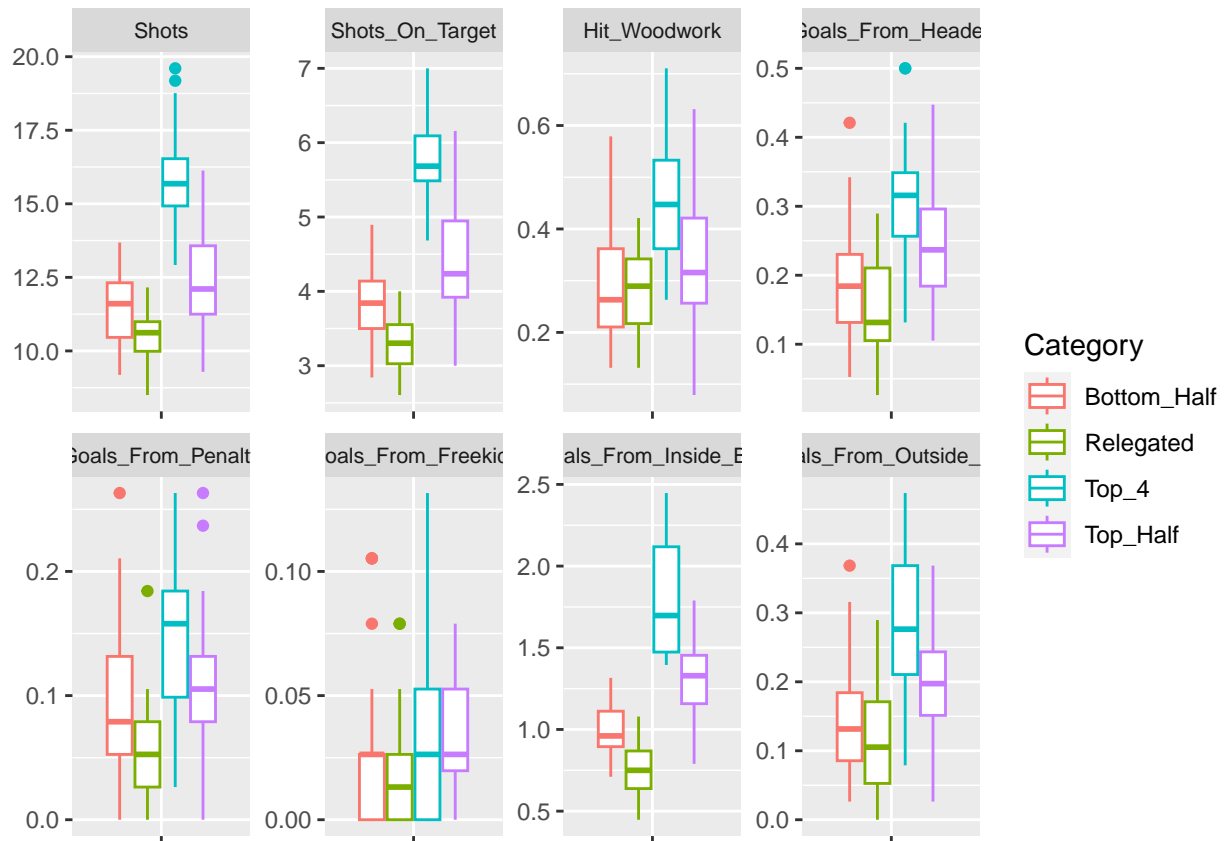 Shots
Shots_On_Target
Hit_Woodwork
Goals_From_Heade
20.0
17.5
15.0
12.5
10.0
7
6
5
4
3
0.6
0.4
0.2
0.5
0.4
0.3
0.2
0.1
Goals_From_Penalt
oals_From_Freekic
als_From_Inside_B
als_From_Outside_
0.2
0.1
0.0
0.10
0.05
0.00
2.5
2.0
1.5
1.0
0.5
0.4
0.3
0.2
0.1
0.0
Category
Bottom_Half
Relegated
Top_4
Top_Half